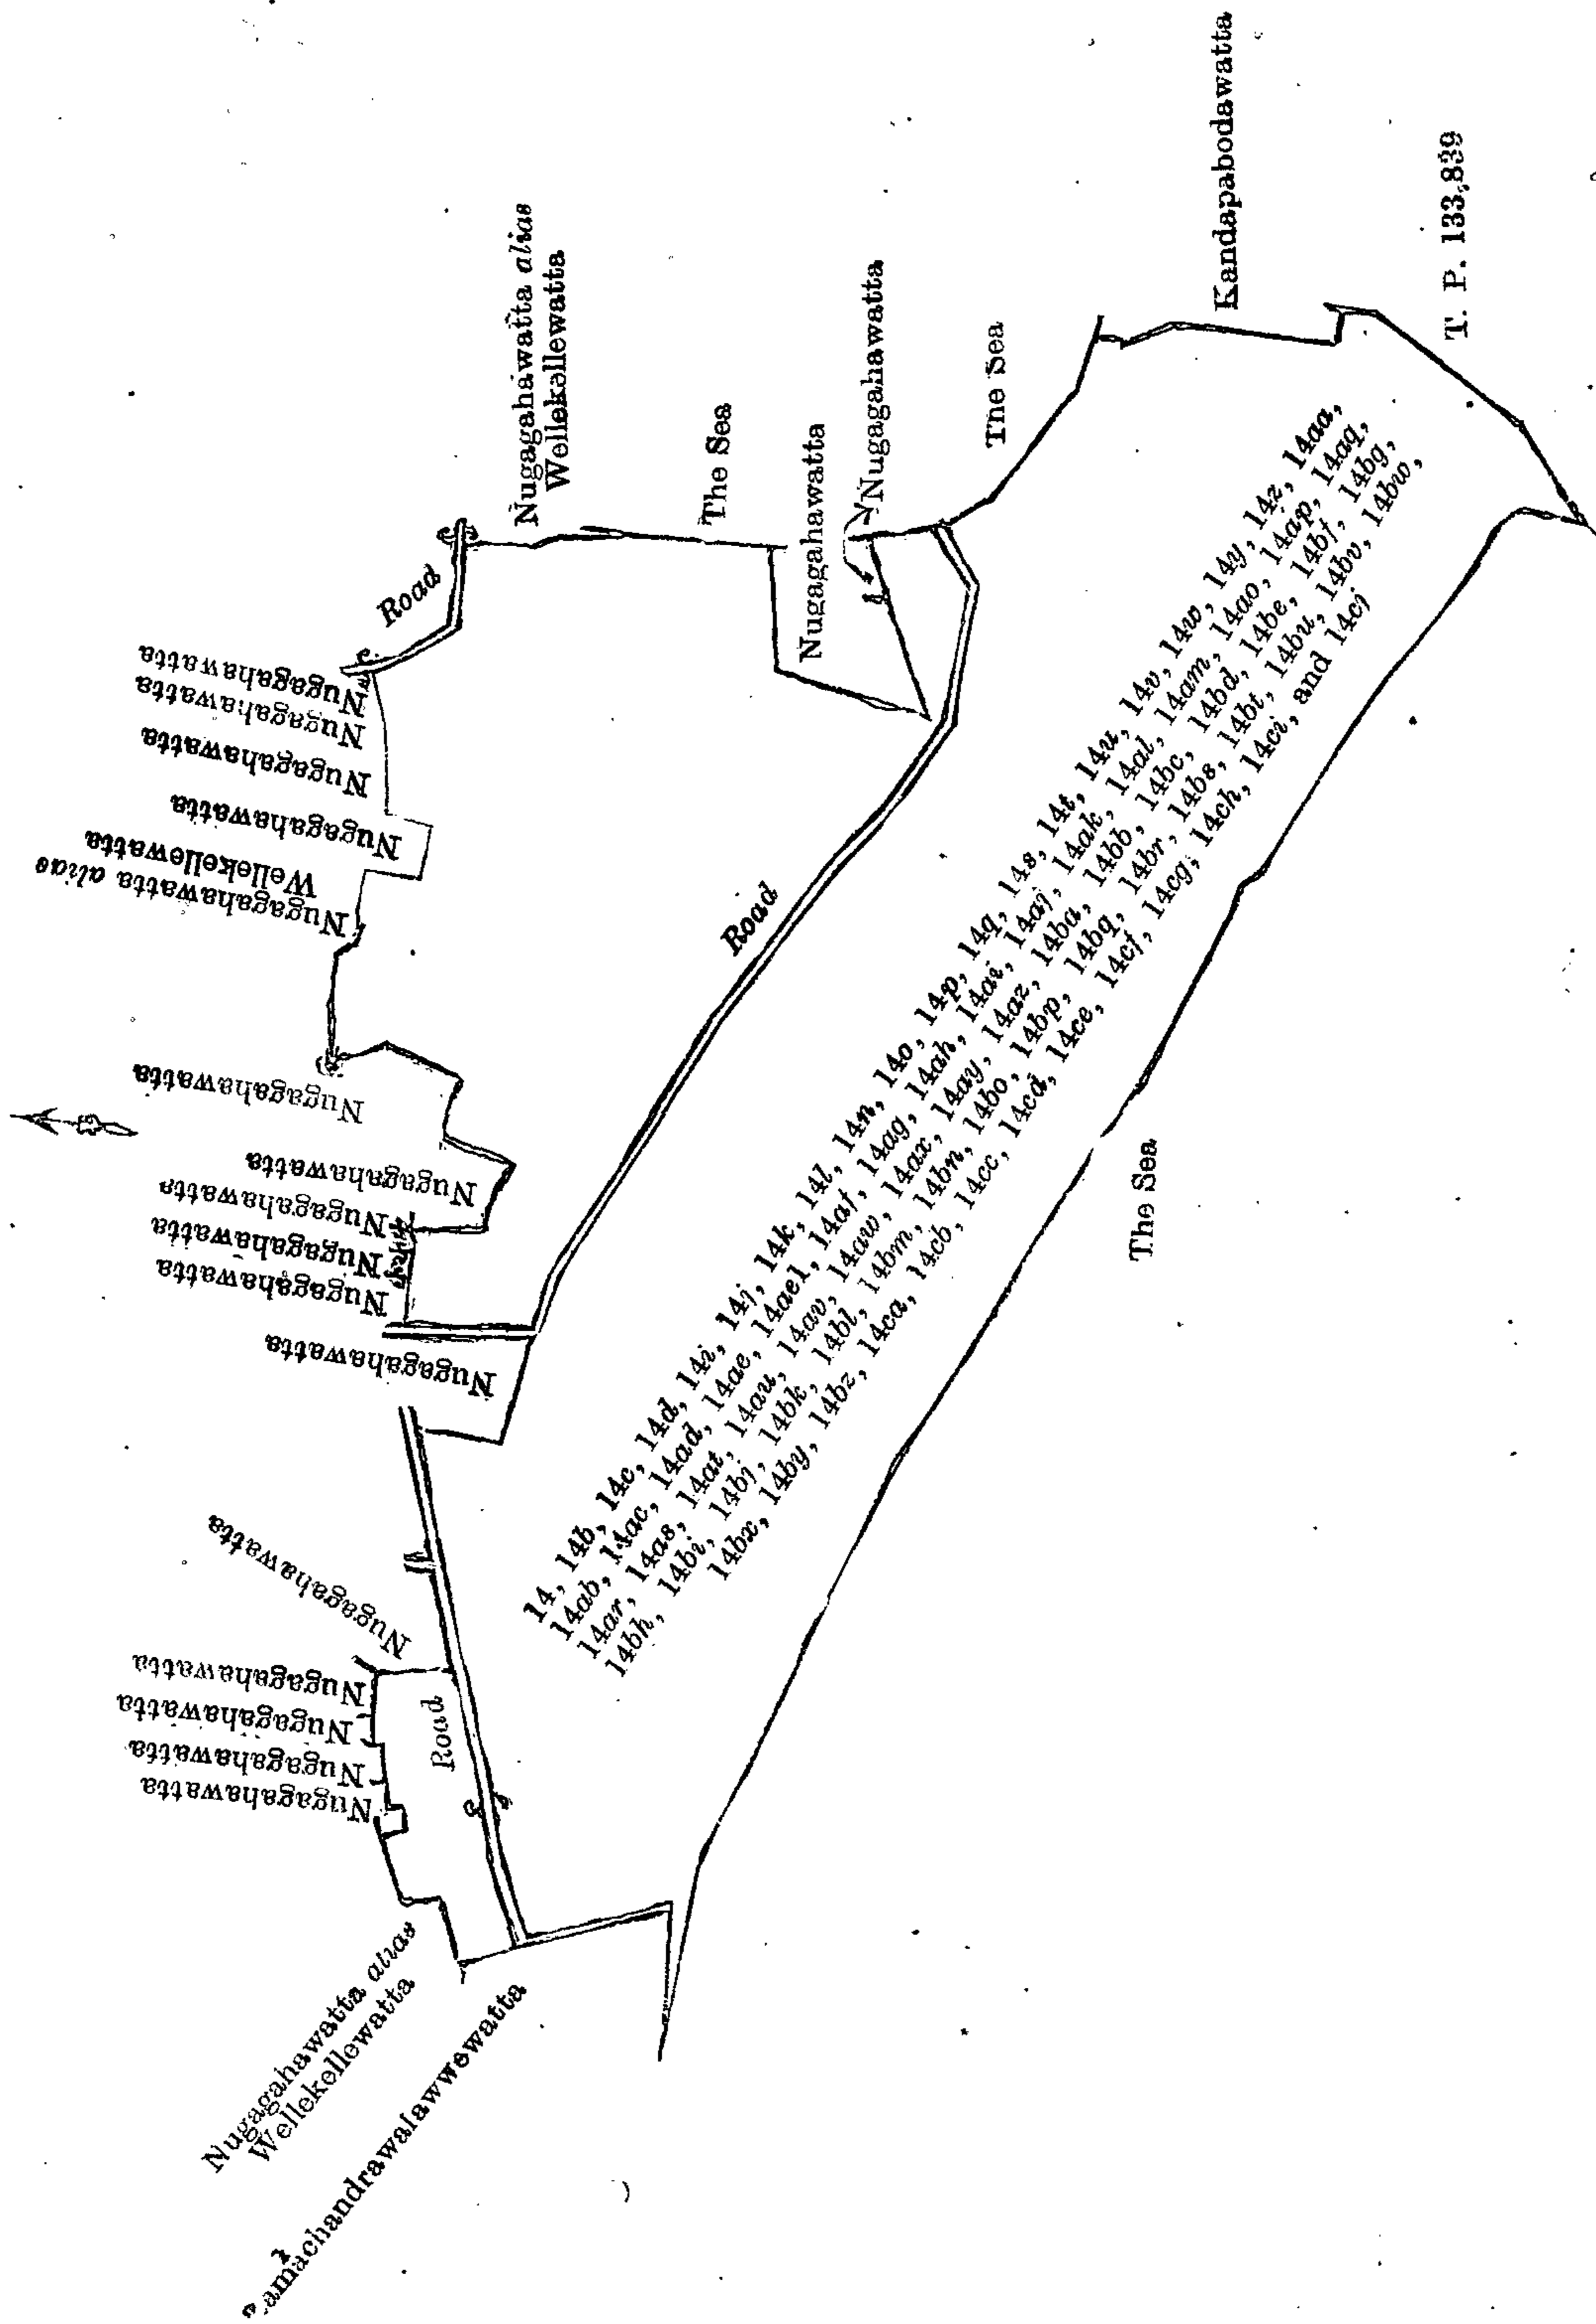 Ramachandrawalawwewatta
Nugagahawatta alias
Wellekellewatta
Nugagahawatta
Nugagahawatta
Nugagahawatta
Nugagahawatta
Nugagahawatta
Road
Nugagahawatta
Nugagahawatta
Nugagahawatta
Nugagahawatta
Nugagahawatta
Nugagahawatta
Nugagahawatta alias
Wellekellewatta
Nugagahawatta
Nugagahawatta
Nugagahawatta
Nugagahawatta
Road
Nugagahawatta alias
Wellekellewatta
The Sea
Nugagahawatta
Nugagahawatta
The Sea
Kandapabodawatta
T. P. 133,839
Road
14, 14b, 14c, 14d, 14i, 14j, 14k, 14l, 14n, 14o, 14p, 14q, 14s, 14t, 14u, 14v, 14w, 14y, 14z, 14aa,
14ab, 14ac, 14ad, 14ae, 14ae1, 14af, 14ag, 14ah, 14ai, 14aj, 14ak, 14al, 14am, 14ao, 14ap, 14aq,
14ar, 14as, 14at, 14au, 14av, 14aw, 14ax, 14ay, 14az, 14ba, 14bb, 14bc, 14bd, 14be, 14bf, 14bg,
14bh, 14bi, 14bj, 14bk, 14bl, 14bm, 14bn, 14bo, 14bp, 14bq, 14br, 14bs, 14bt, 14bu, 14bv, 14bw,
14bx, 14by, 14bz, 14ca, 14cb, 14cc, 14cd, 14ce, 14cf, 14cg, 14ch, 14ci, and 14cj
The Sea